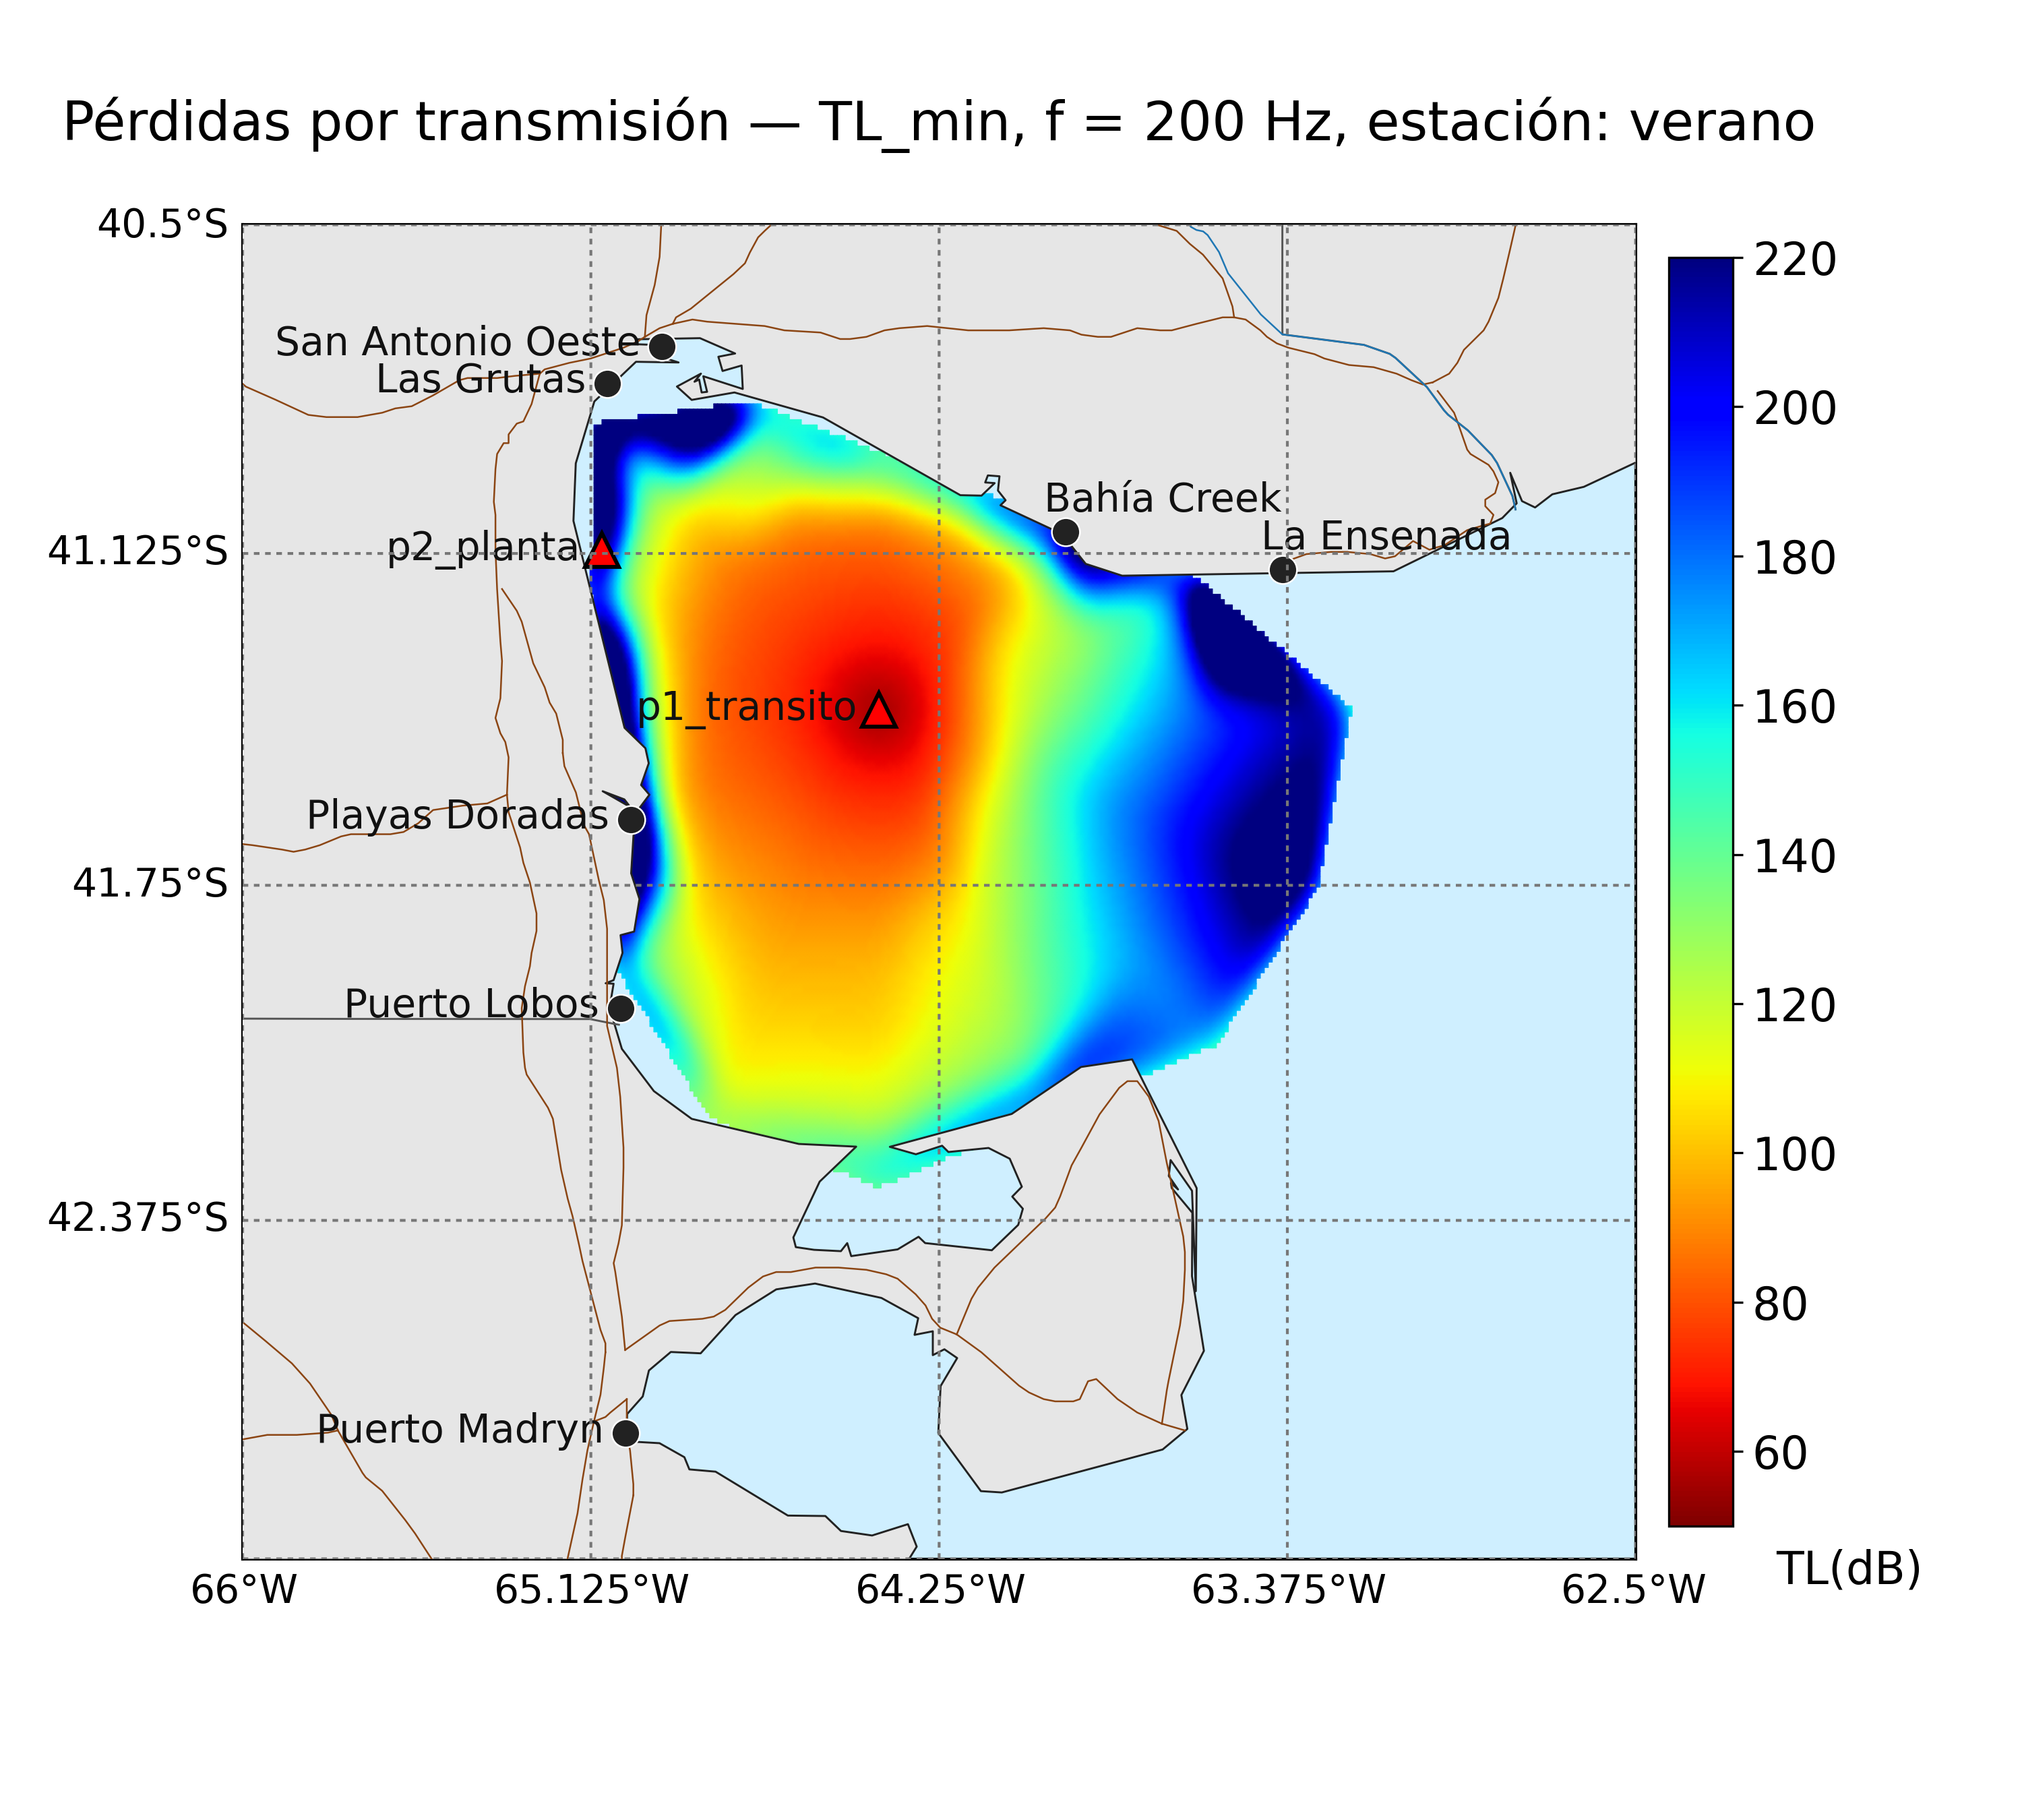 Pérdidas por transmisión — TL_min, f = 200 Hz, estación: verano
40.5°S
220
200
San Antonio Oeste
Las Grutas
Bahía Creek
La Ensenada
p2_planta
41.125°S
180
160
p1_transito
Playas Doradas
140
41.75°S
120
Puerto Lobos
100
42.375°S
80
Puerto Madryn
60
TL(dB)
66°W
65.125°W
64.25°W
63.375°W
62.5°W